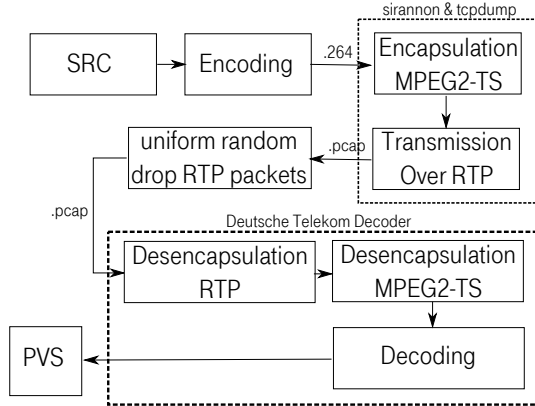 sirannon & tcpdump
SRC
Encoding
.264
Encapsulation
MPEG2-TS
uniform random
drop RTP packets
.pcap
Transmission
Over RTP
.pcap
Deutsche Telekom Decoder
Desencapsulation
RTP
Desencapsulation
MPEG2-TS
PVS
Decoding